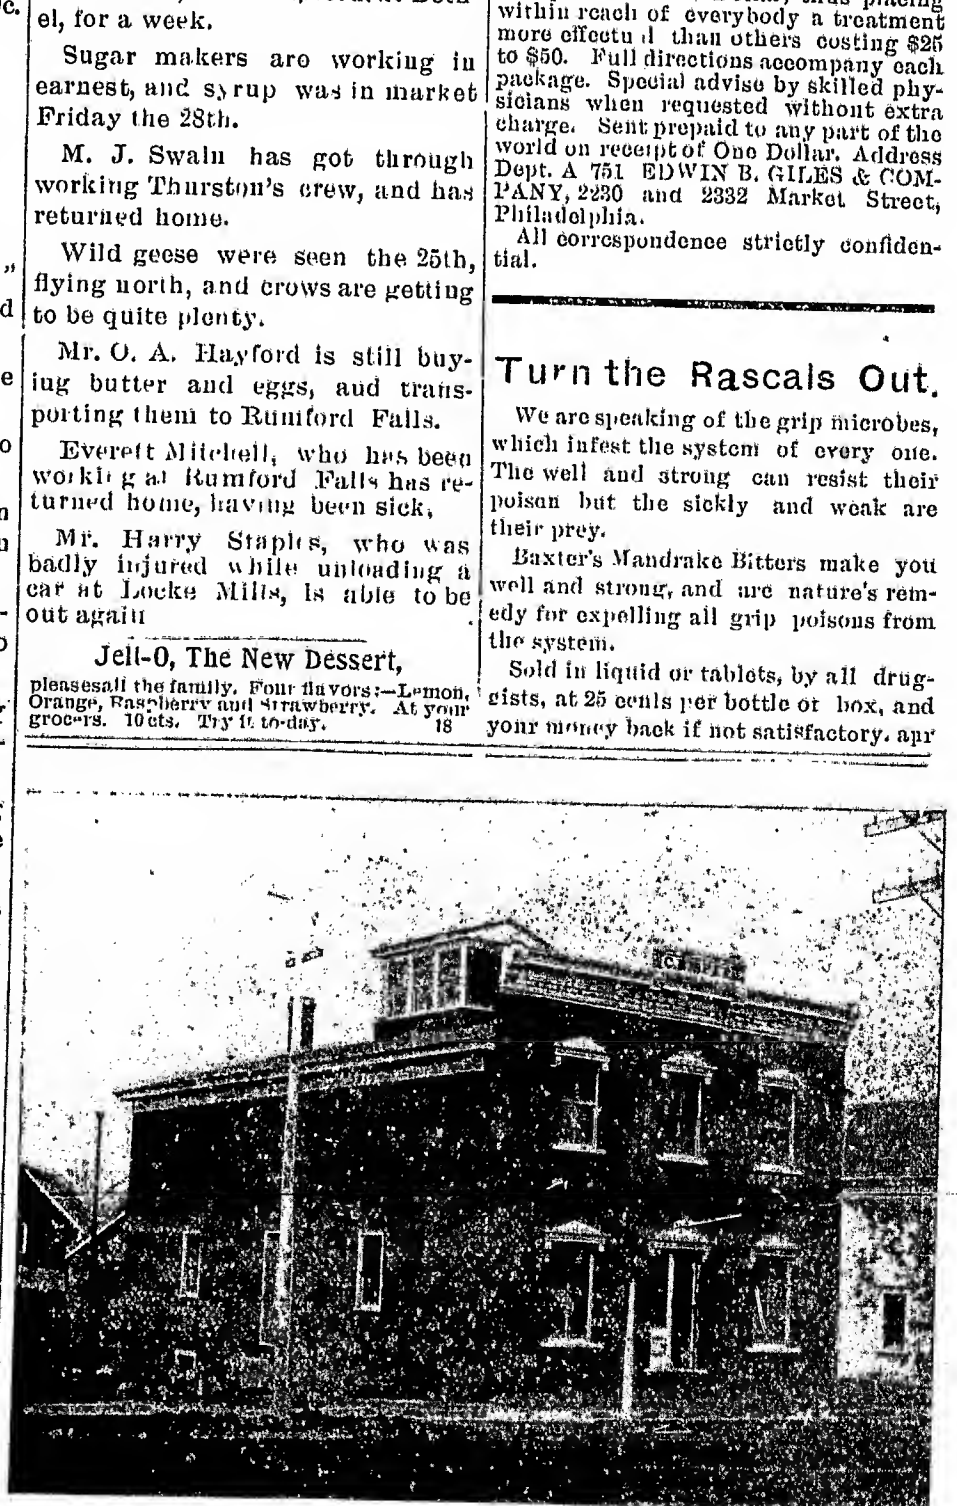 el, for a week.
Sugar makers are working in
earnest, and syrup was in market
Friday the 28th.
M. J. Swain has got through
working Thurston's crew, and has
returned home.
Wild geese were seen the 25th,
flying north, and crows are getting
to be quite plenty.
Mr. O. A. Hayford is still buy-
ing butter and eggs, and trans-
porting them to Rumford Falls.
Everett Mitchell, who has been
working at Rumford Falls has re-
turned home, having been sick.
Mr. Harry Staples, who was
badly injured while unloading a
car at Locke Mills, is able to be
out again
Jell-O, The New Dessert,
pleases all the family. Four flavors:—Lemon,
Orange, Raspberry and Strawberry. At your
grocers. 10 cts. Try it to-day. 18
within reach of everybody a treatment
more effectual than others costing $25
to $50. Full directions accompany each
package. Special advise by skilled phy-
sicians when requested without extra
charge. Sent prepaid to any part of the
world on receipt of One Dollar. Address
Dept. A 751 EDWIN B. GILES & COM-
PANY, 2230 and 2332 Market Street,
Philadelphia.
All correspondence strictly confiden-
tial.
Turn the Rascals Out.
We are speaking of the grip microbes,
which infest the system of every one.
The well and strong can resist their
poison but the sickly and weak are
their prey.
Baxter's Mandrake Bitters make you
well and strong, and are nature's rem-
edy for expelling all grip poisons from
the system.
Sold in liquid or tablets, by all drug-
gists, at 25 cents per bottle or box, and
your money back if not satisfactory. apr